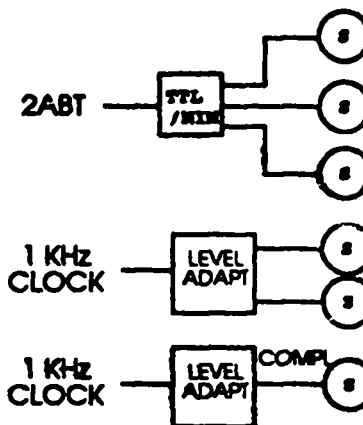 S
2ABT
TTL
/NIM
S
S
1 KHz
CLOCK
LEVEL
ADAPT
S
S
1 KHz
CLOCK
LEVEL
ADAPT
COMPL
S